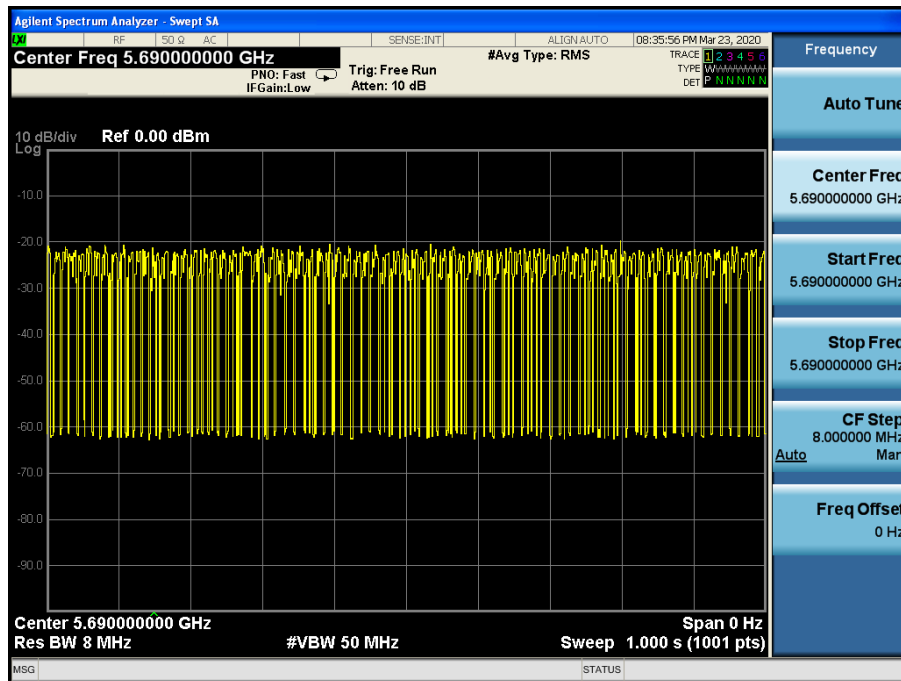 Agilent Spectrum Analyzer - Swept SA
LXI RF 50 Ω AC SENSE:INT ALIGN AUTO 08:35:56 PM Mar 23, 2020
Center Freq 5.690000000 GHz #Avg Type: RMS TRACE 1 2 3 4 5 6
PNO: Fast Trig: Free Run TYPE WWWWWW
IFGain:Low Atten: 10 dB DET P N N N N N
10 dB/div Ref 0.00 dBm
Log
-10.0
-20.0
-30.0
-40.0
-50.0
-60.0
-70.0
-80.0
-90.0
Center 5.690000000 GHz Span 0 Hz
Res BW 8 MHz #VBW 50 MHz Sweep 1.000 s (1001 pts)
MSG STATUS
Frequency
Auto Tune
Center Freq
5.690000000 GHz
Start Freq
5.690000000 GHz
Stop Freq
5.690000000 GHz
CF Step
8.000000 MHz
Auto Man
Freq Offset
0 Hz